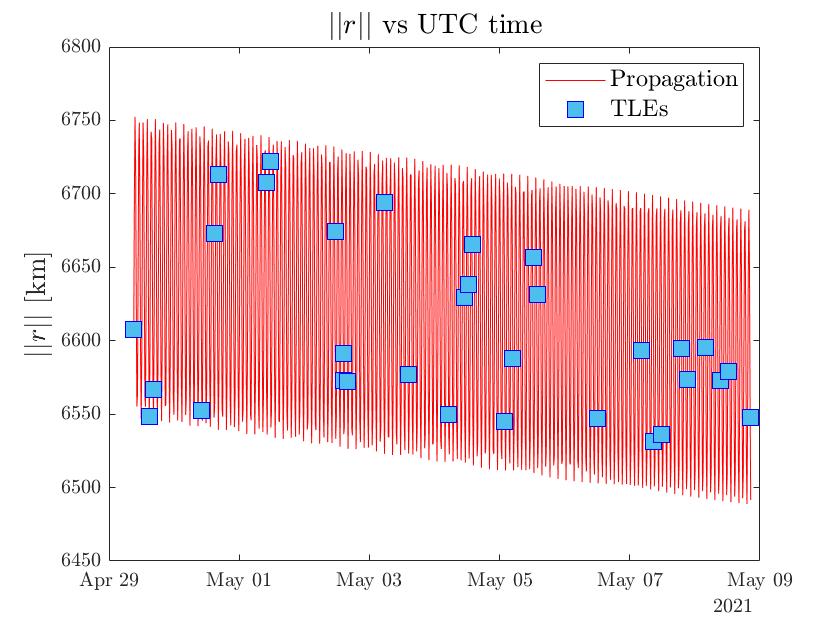 ||r|| vs UTC time
Propagation
TLEs
||r|| [km]
6800
6750
6700
6650
6600
6550
6500
6450
Apr 29 May 01 May 03 May 05 May 07 May 09
2021